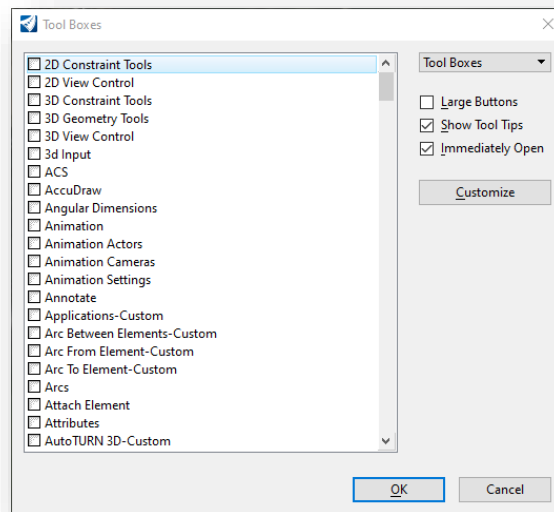 Tool Boxes
2D Constraint Tools
2D View Control
3D Constraint Tools
3D Geometry Tools
3D View Control
3d Input
ACS
AccuDraw
Angular Dimensions
Animation
Animation Actors
Animation Cameras
Animation Settings
Annotate
Applications-Custom
Arc Between Elements-Custom
Arc From Element-Custom
Arc To Element-Custom
Arcs
Attach Element
Attributes
AutoTURN 3D-Custom
Tool Boxes
Large Buttons
Show Tool Tips
Immediately Open
Customize
OK
Cancel